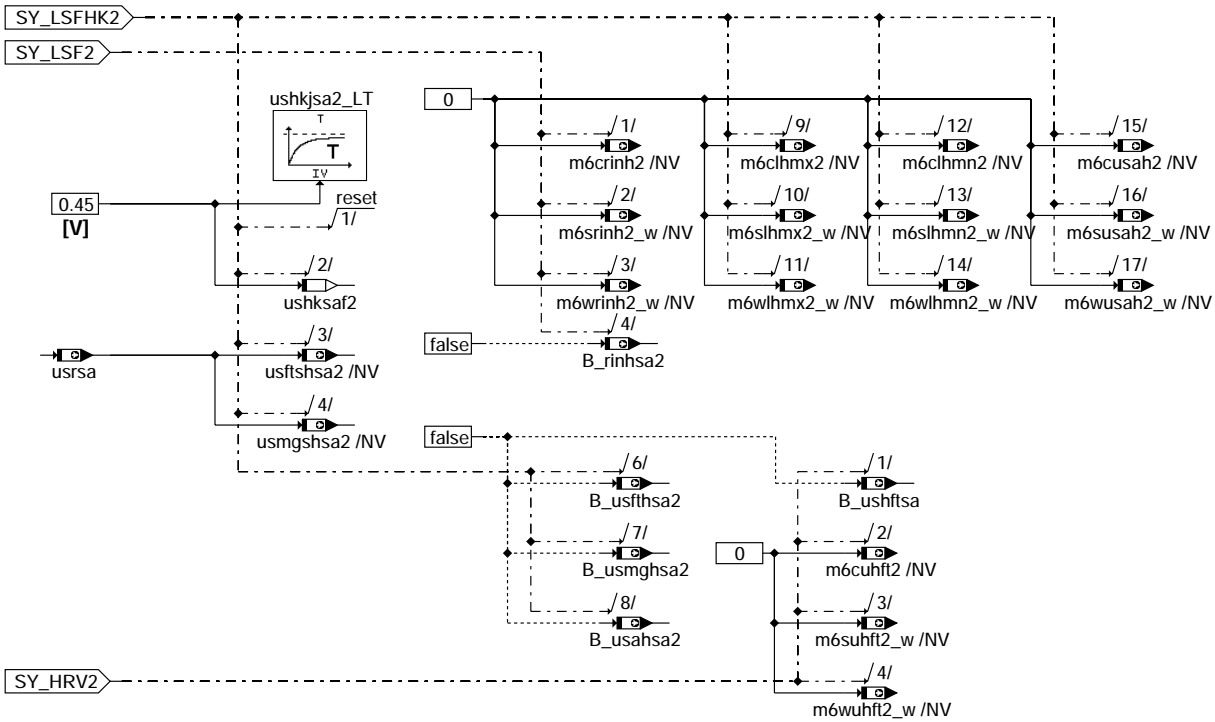 SY_LSFHK2
SY_LSF2
ushkjsa2_LT
T
T
IV
0
1/
9/
12/
15/
m6crinh2 /NV
m6clhmx2 /NV
m6clhmn2 /NV
m6cusah2 /NV
0.45
[V]
reset
1/
2/
10/
13/
16/
m6srinh2_w /NV
m6slhmx2_w /NV
m6slhmn2_w /NV
m6susah2_w /NV
2/
ushksaf2
3/
11/
14/
17/
m6wrinh2_w /NV
m6wlhmx2_w /NV
m6wlhmn2_w /NV
m6wusah2_w /NV
usrsa
3/
usftshsa2 /NV
false
4/
B_rinhsa2
4/
usmgshsa2 /NV
false
6/
B_usfthsa2
1/
B_ushftsa
7/
B_usmghsa2
0
2/
m6cuhft2 /NV
8/
B_usahsa2
3/
m6suhft2_w /NV
SY_HRV2
4/
m6wuhft2_w /NV